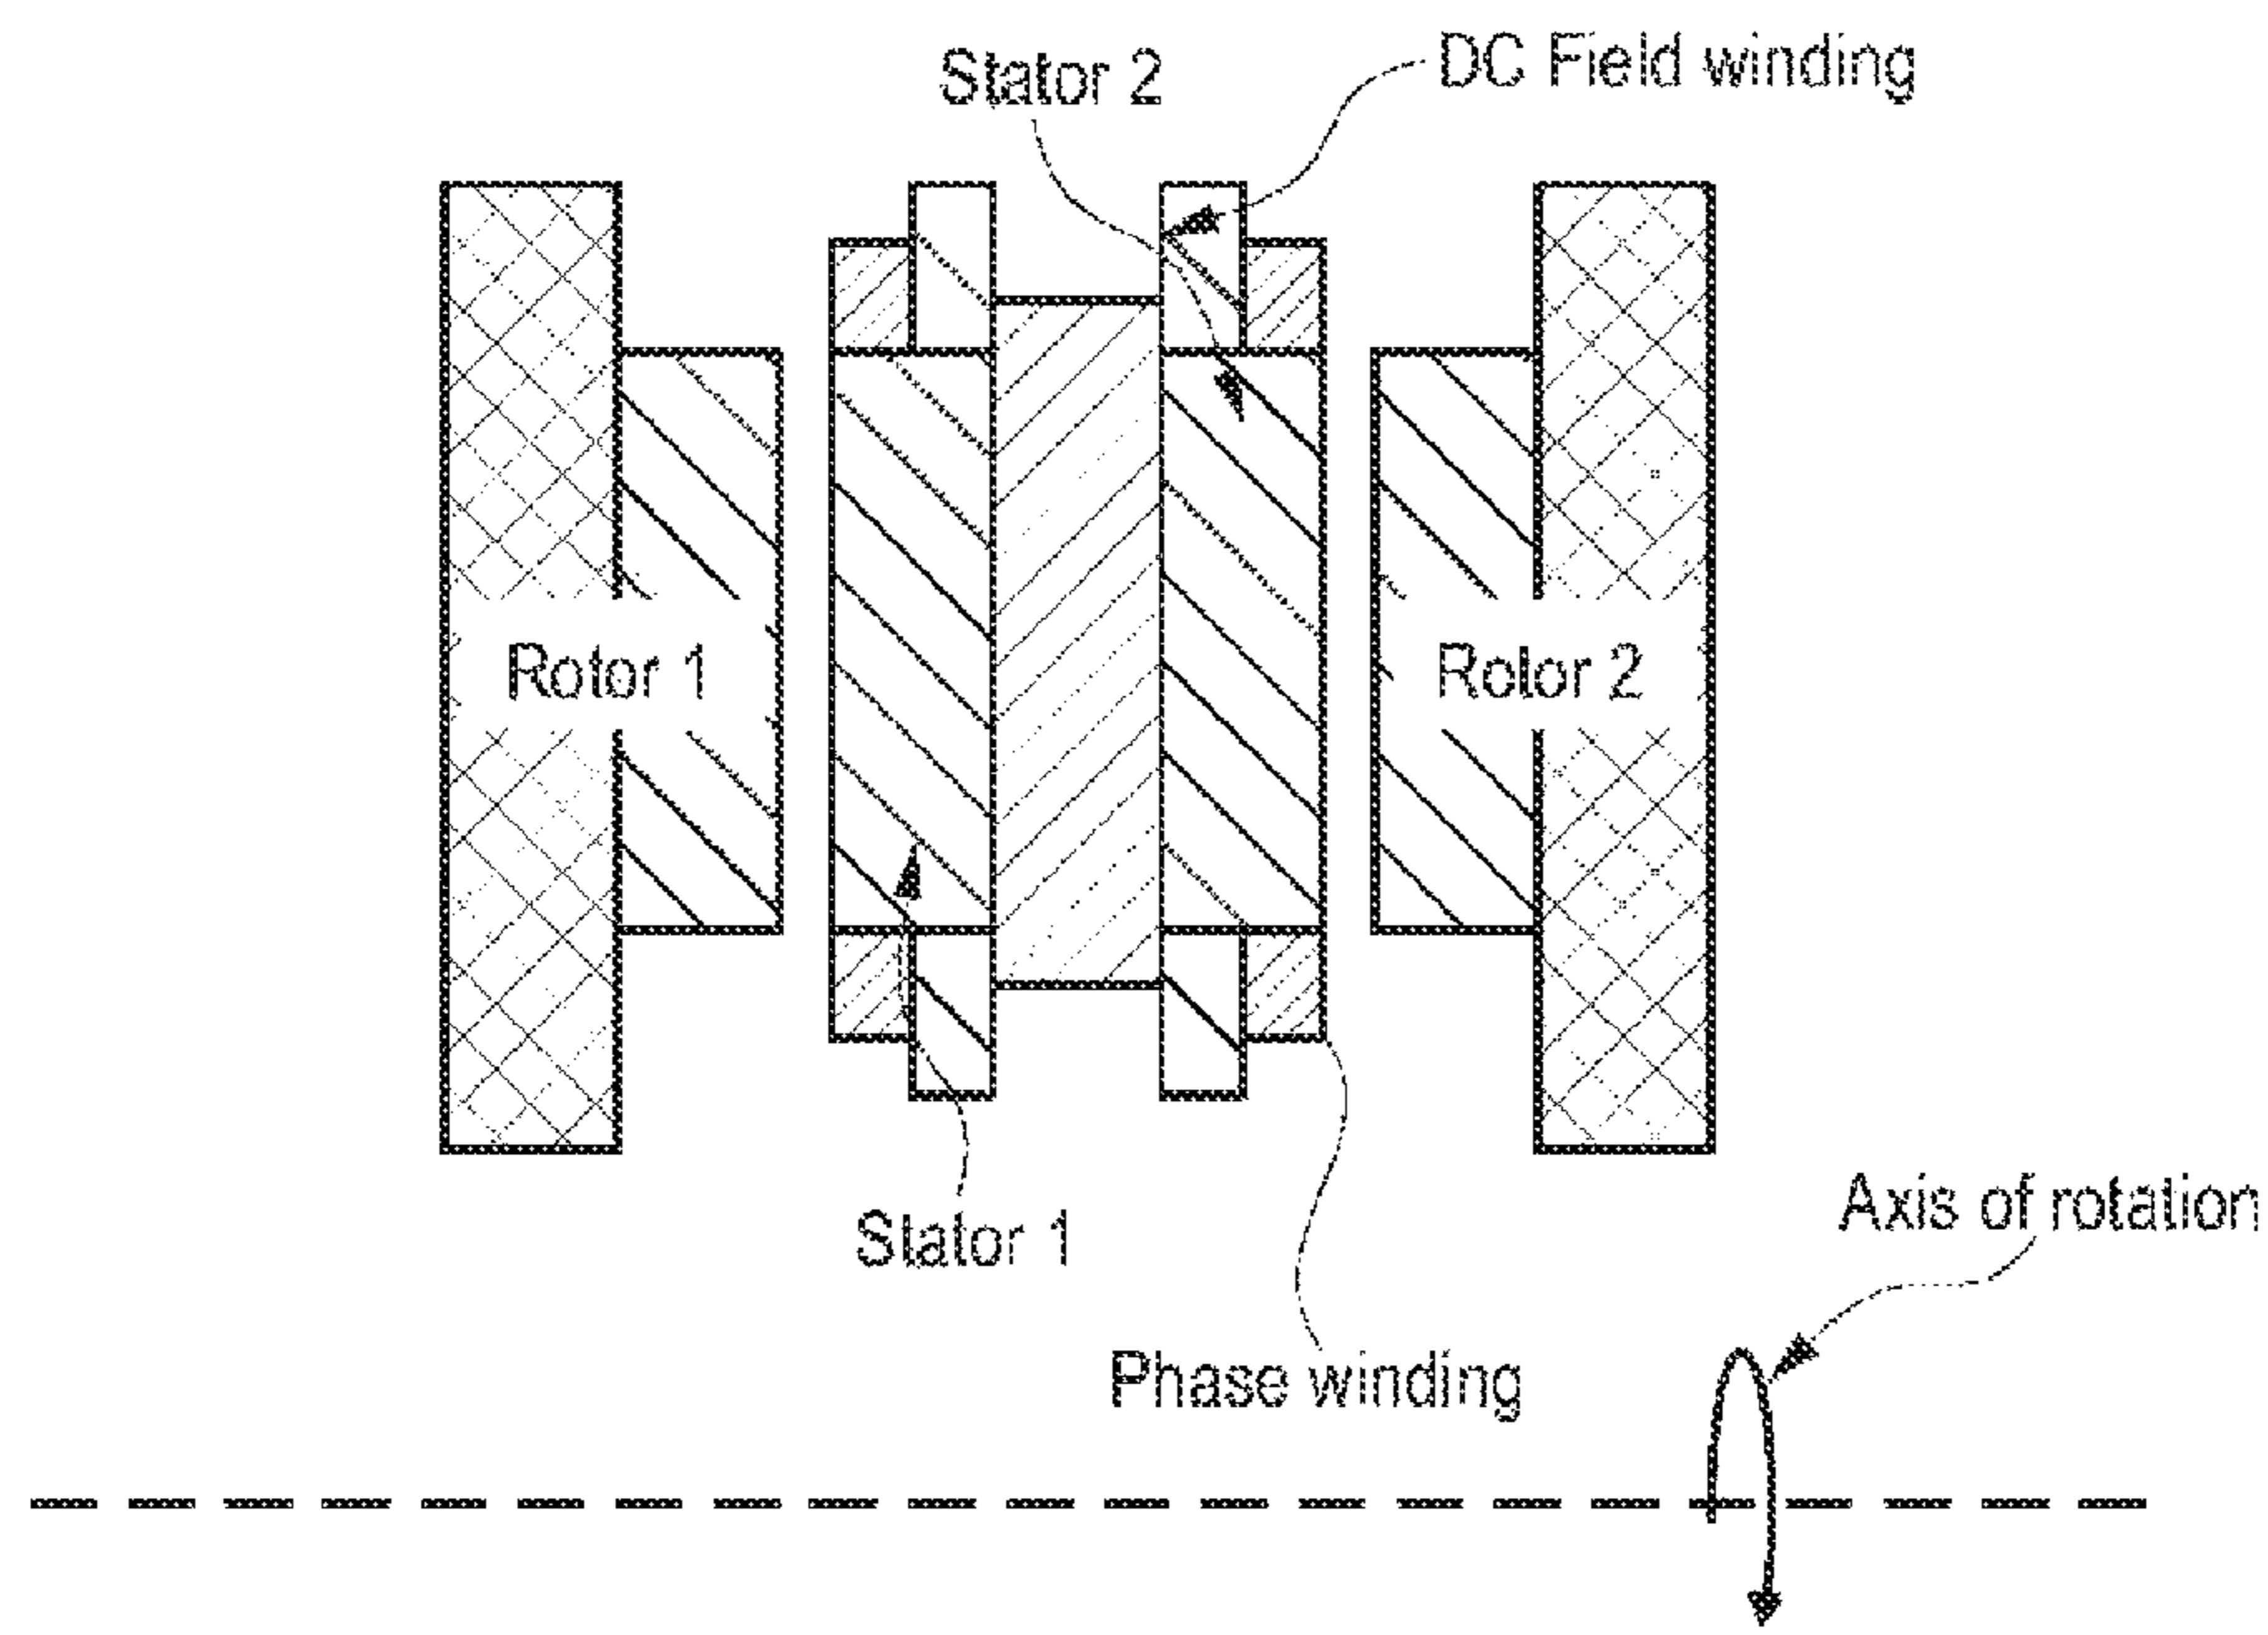 Stator 2
DC Field winding
Rotor 1
Rotor 2
Stator 1
Axis of rotation
Phase winding